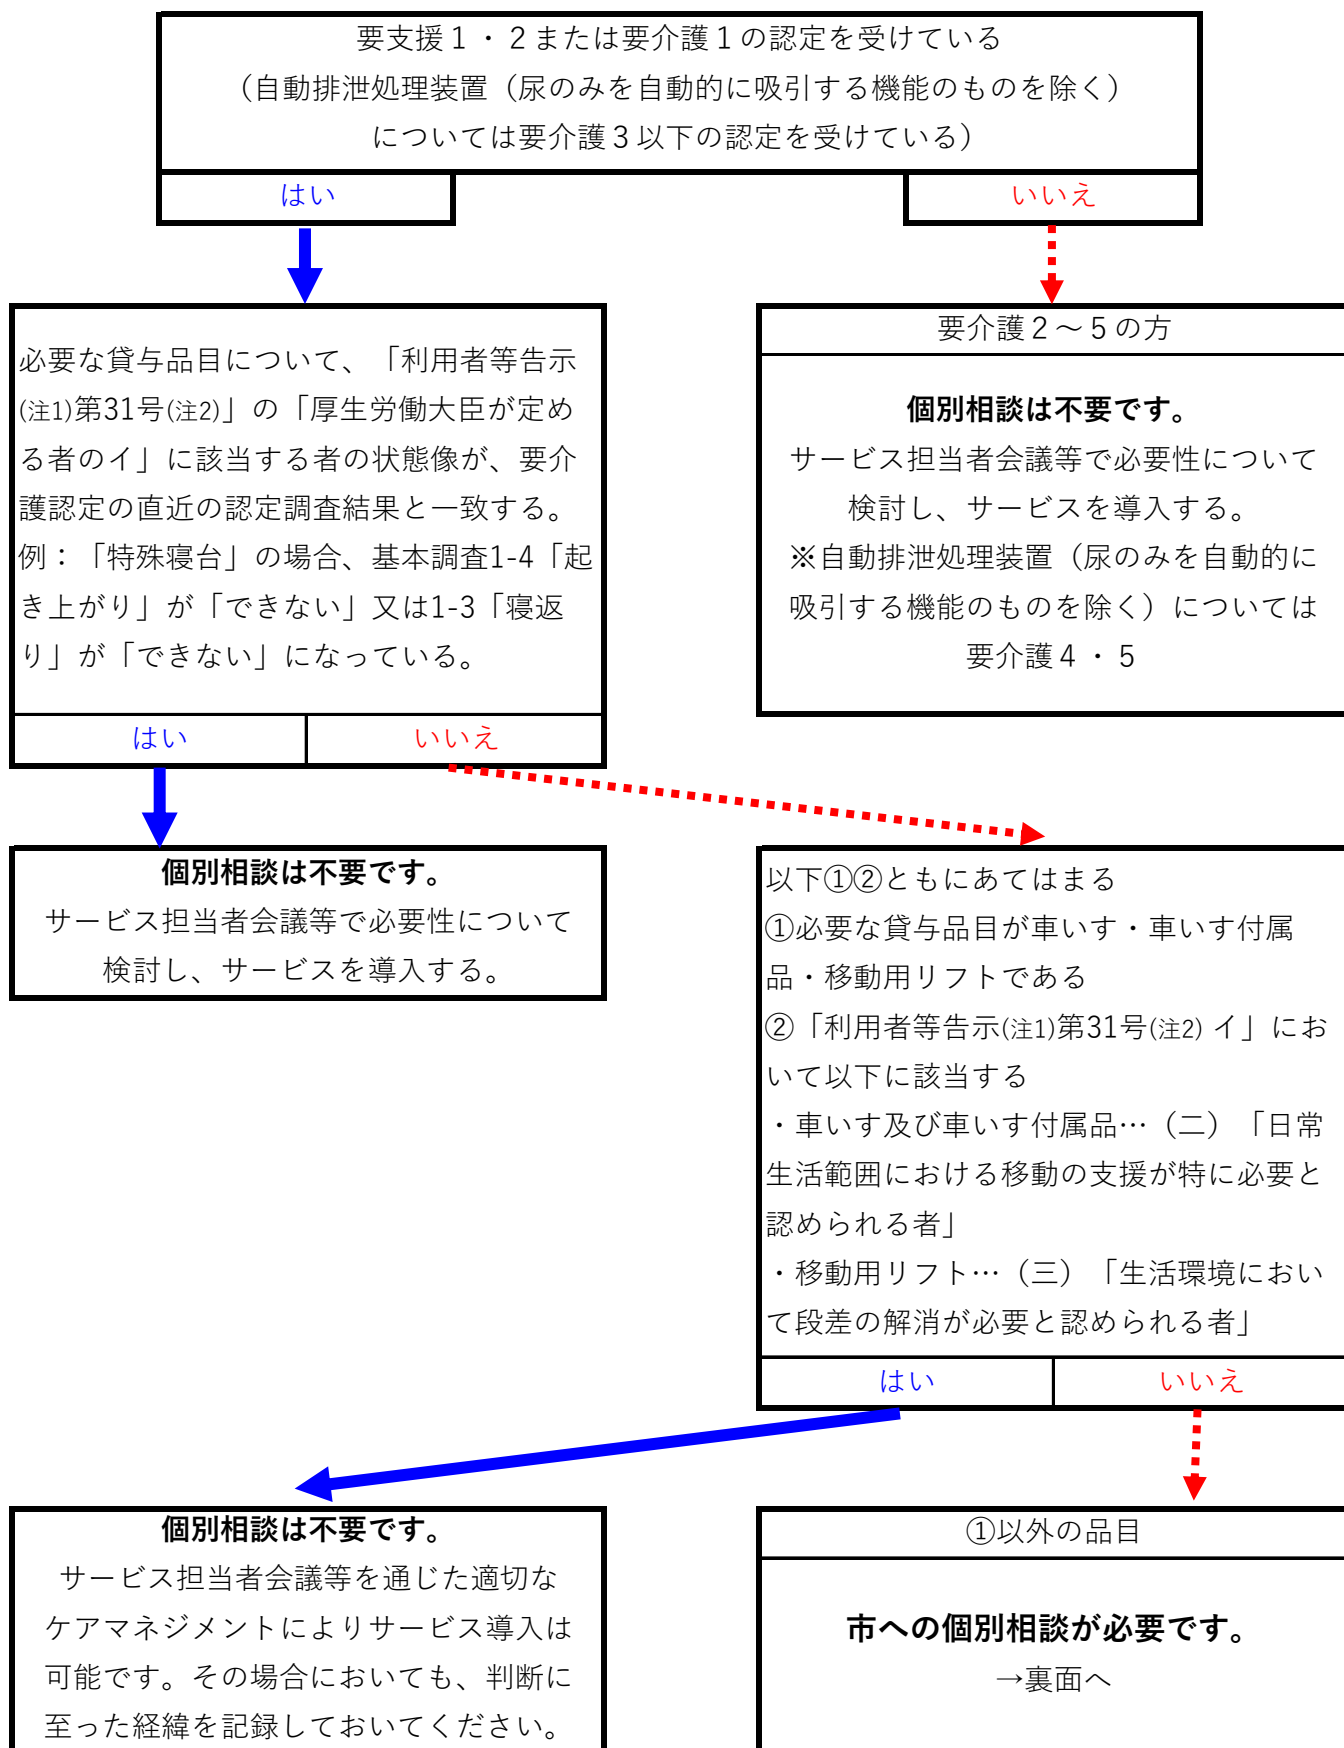 要支援１・２または要介護１の認定を受けている
（自動排泄処理装置（尿のみを自動的に吸引する機能のものを除く）
については要介護３以下の認定を受けている）
はい
いいえ
必要な貸与品目について、「利用者等告示
(注1)第31号(注2)」の「厚生労働大臣が定め
る者のイ」に該当する者の状態像が、要介
護認定の直近の認定調査結果と一致する。
例：「特殊寝台」の場合、基本調査1-4「起
き上がり」が「できない」又は1-3「寝返
り」が「できない」になっている。
はい
いいえ
要介護２～５の方
個別相談は不要です。
サービス担当者会議等で必要性について
検討し、サービスを導入する。
※自動排泄処理装置（尿のみを自動的に
吸引する機能のものを除く）については
要介護４・５
個別相談は不要です。
サービス担当者会議等で必要性について
検討し、サービスを導入する。
以下①②ともにあてはまる
①必要な貸与品目が車いす・車いす付属
品・移動用リフトである
②「利用者等告示(注1)第31号(注2) イ」にお
いて以下に該当する
・車いす及び車いす付属品…（二）「日常
生活範囲における移動の支援が特に必要と
認められる者」
・移動用リフト…（三）「生活環境におい
て段差の解消が必要と認められる者」
はい
いいえ
個別相談は不要です。
サービス担当者会議等を通じた適切な
ケアマネジメントによりサービス導入は
可能です。その場合においても、判断に
至った経緯を記録しておいてください。
①以外の品目
市への個別相談が必要です。
→裏面へ